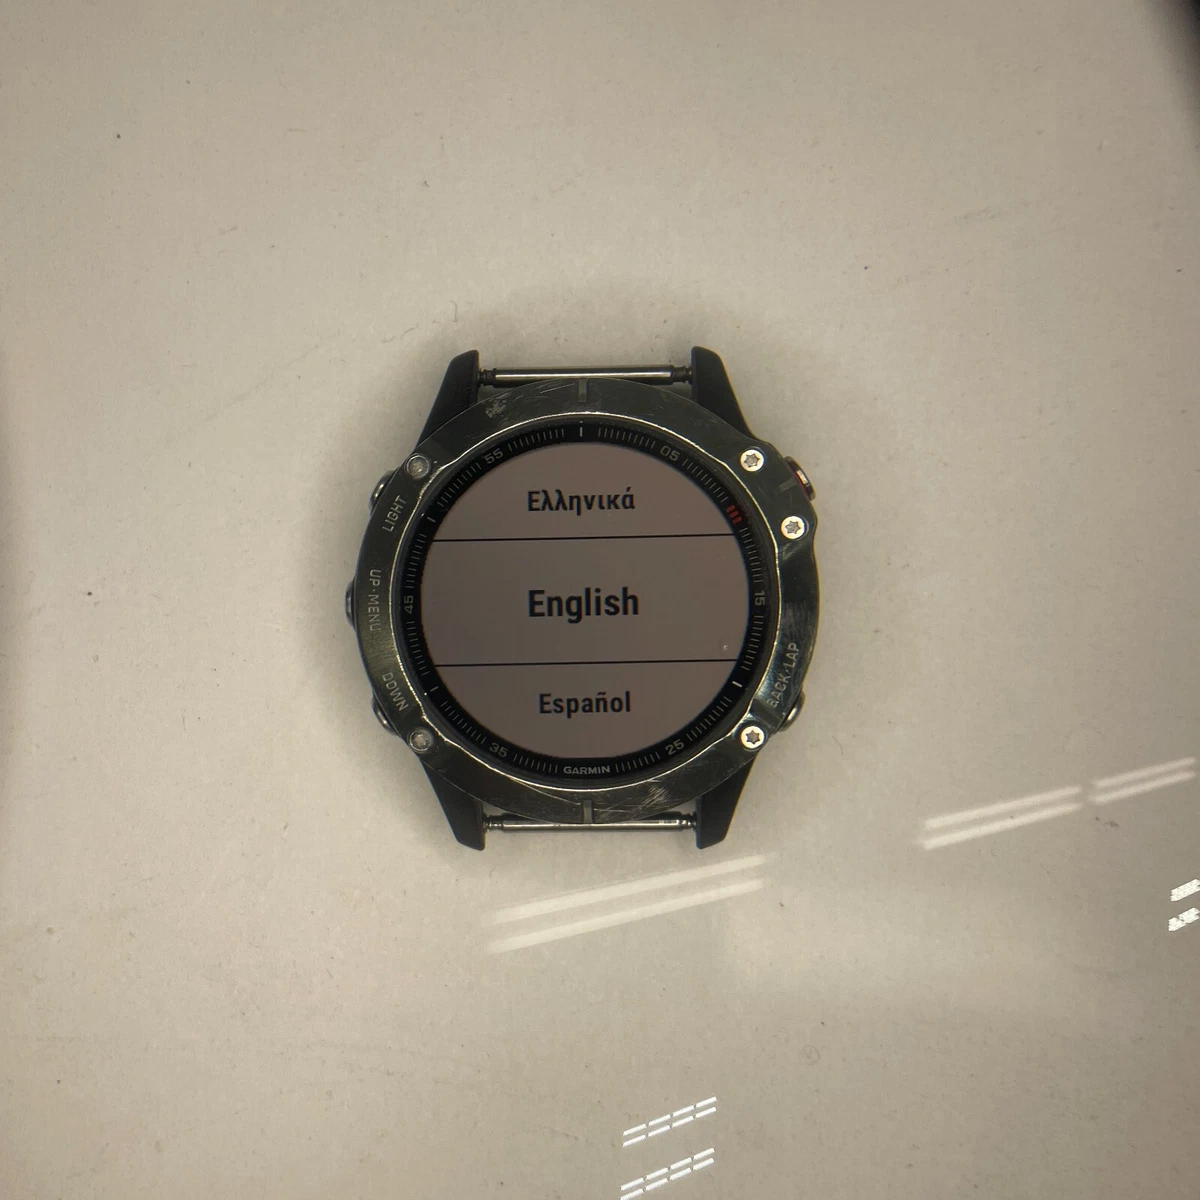 55
05
LIGHT
Ελληνικά
UP·MENU
45
English
15
DOWN
BACK·LAP
Español
35
25
GARMIN